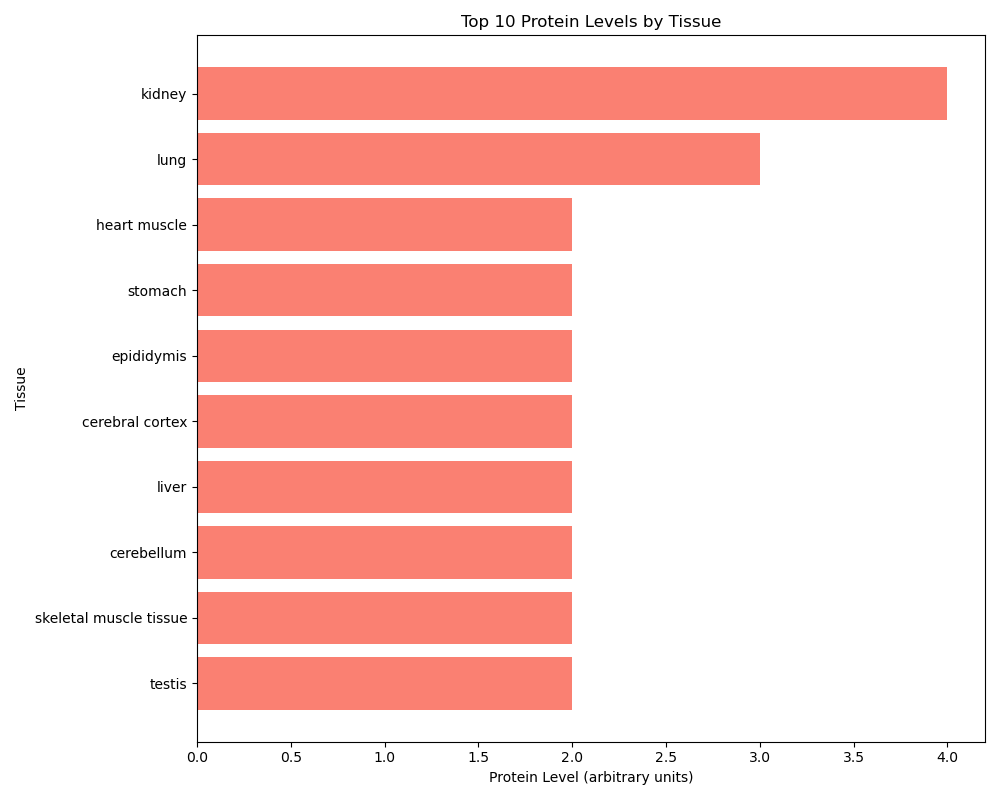 Top 10 Protein Levels by Tissue
kidney
lung
heart muscle
stomach
epididymis
cerebral cortex
liver
cerebellum
skeletal muscle tissue
testis
Tissue
0.0 0.5 1.0 1.5 2.0 2.5 3.0 3.5 4.0
Protein Level (arbitrary units)